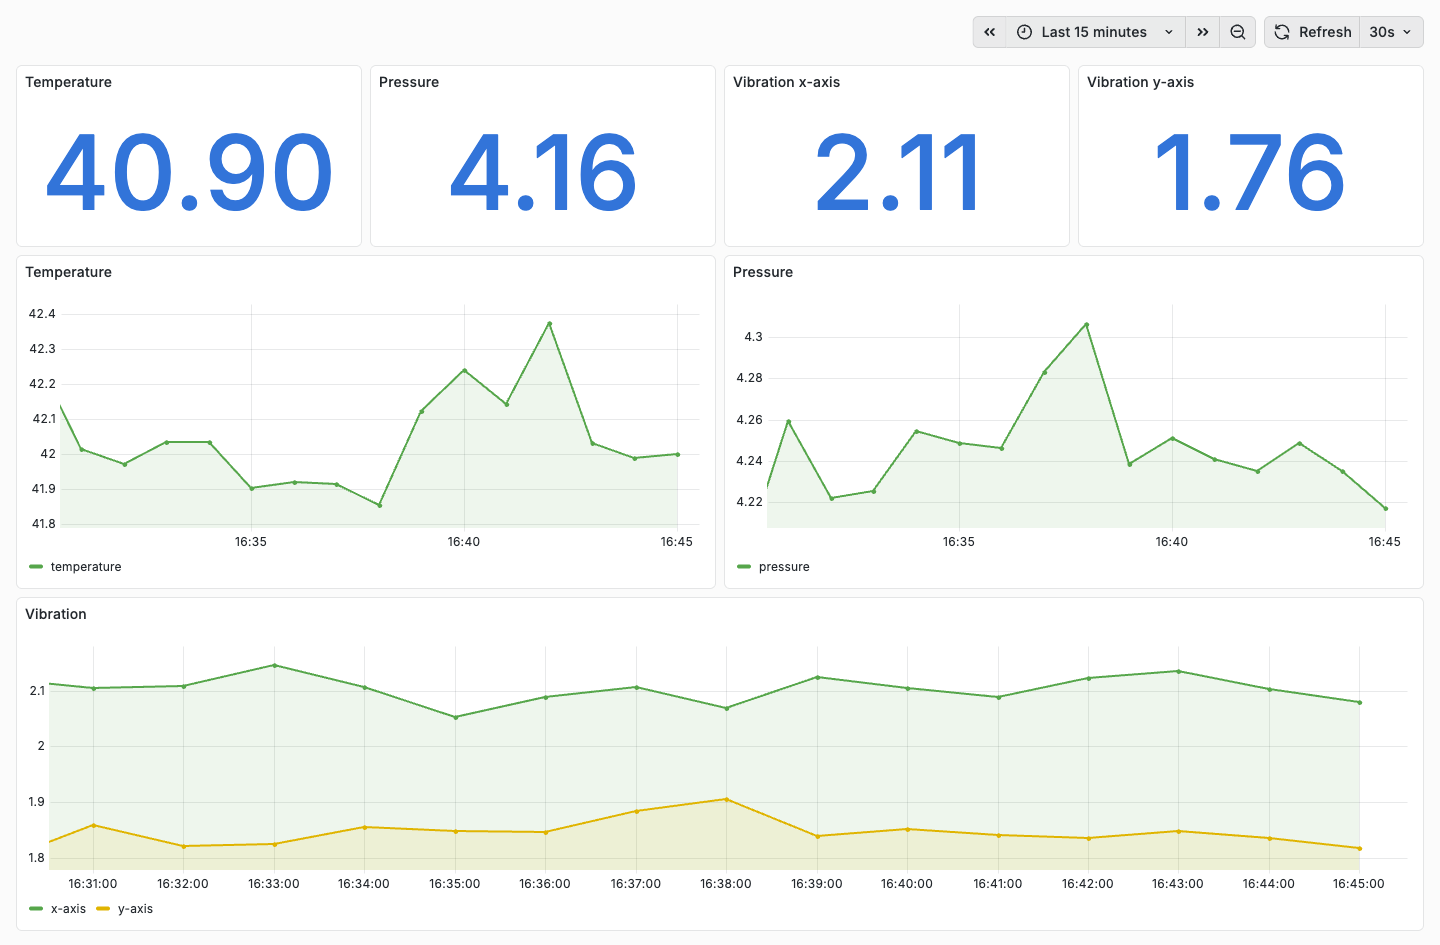 Last 15 minutes Refresh 30s
Temperature Pressure Vibration x-axis Vibration y-axis
40.90 4.16 2.11 1.76
Temperature
42.4
42.3
42.2
42.1
42
41.9
41.8
16:35 16:40 16:45
temperature
Pressure
4.3
4.28
4.26
4.24
4.22
16:35 16:40 16:45
pressure
Vibration
2.1
2
1.9
1.8
16:31:00 16:32:00 16:33:00 16:34:00 16:35:00 16:36:00 16:37:00 16:38:00 16:39:00 16:40:00 16:41:00 16:42:00 16:43:00 16:44:00 16:45:00
x-axis y-axis